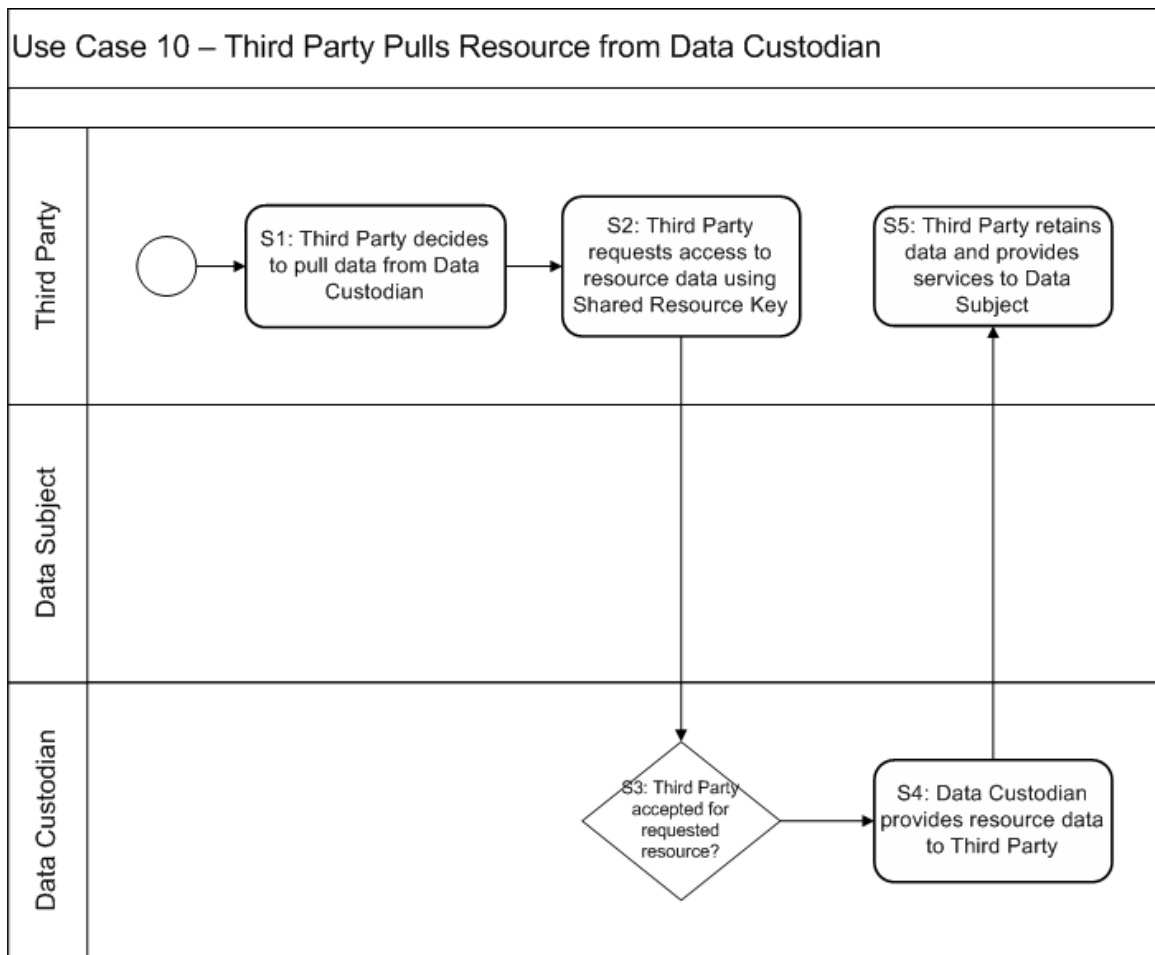 Use Case 10 – Third Party Pulls Resource from Data Custodian
Third Party
S1: Third Party decides
to pull data from Data
Custodian
S2: Third Party
requests access to
resource data using
Shared Resource Key
S5: Third Party retains
data and provides
services to Data
Subject
Data Subject
Data Custodian
S3: Third Party
accepted for
requested
resource?
S4: Data Custodian
provides resource data
to Third Party